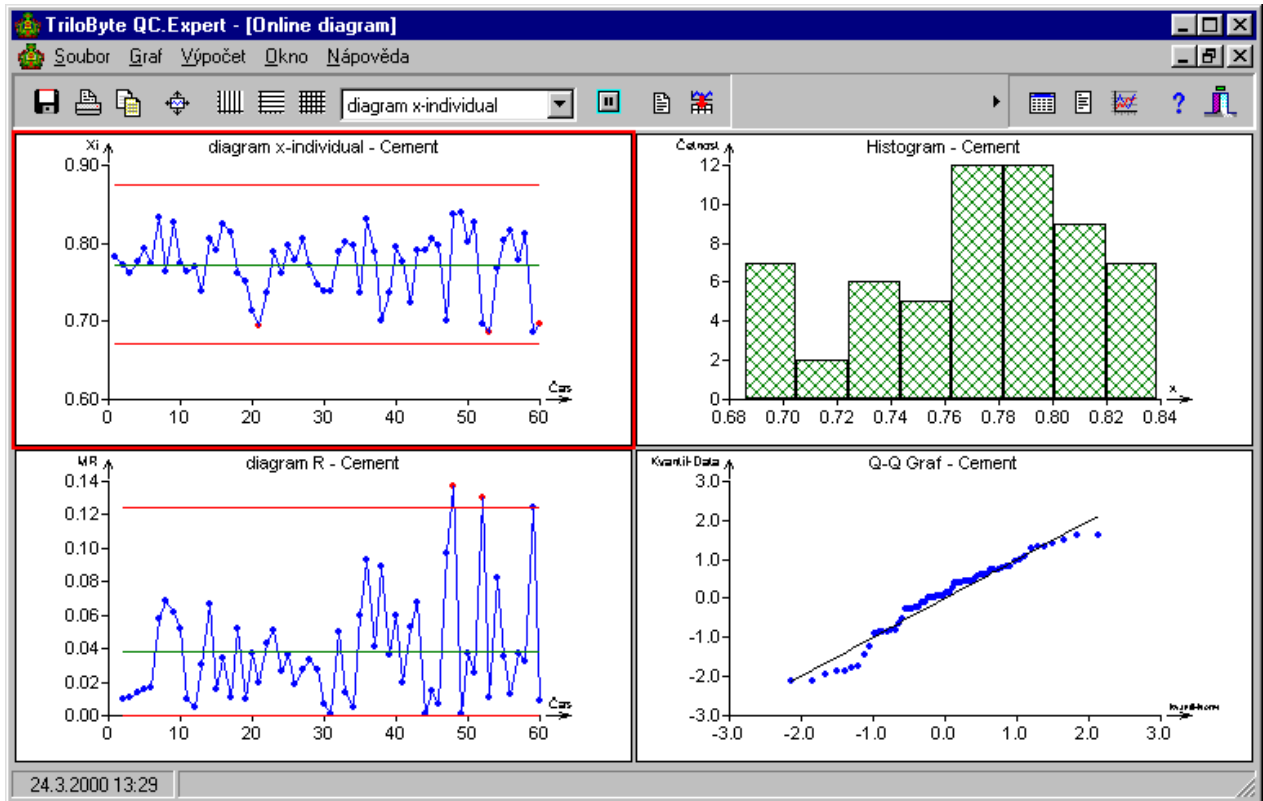 TriloByte QC.Expert - [Online diagram]
Soubor Graf Výpočet Okno Nápověda
diagram x-individual
Xi
diagram x-individual - Cement
0.90
0.80
0.70
0.60
0 10 20 30 40 50 60
Čas
Četnost
Histogram - Cement
12
10
8
6
4
2
0
0.68 0.70 0.72 0.74 0.76 0.78 0.80 0.82 0.84
X
MR
diagram R - Cement
0.14
0.12
0.10
0.08
0.06
0.04
0.02
0.00
0 10 20 30 40 50 60
Čas
Kvantil-Data
Q-Q Graf - Cement
3.0
2.0
1.0
0.0
-1.0
-2.0
-3.0
-3.0 -2.0 -1.0 0.0 1.0 2.0 3.0
24.3.2000 13:29